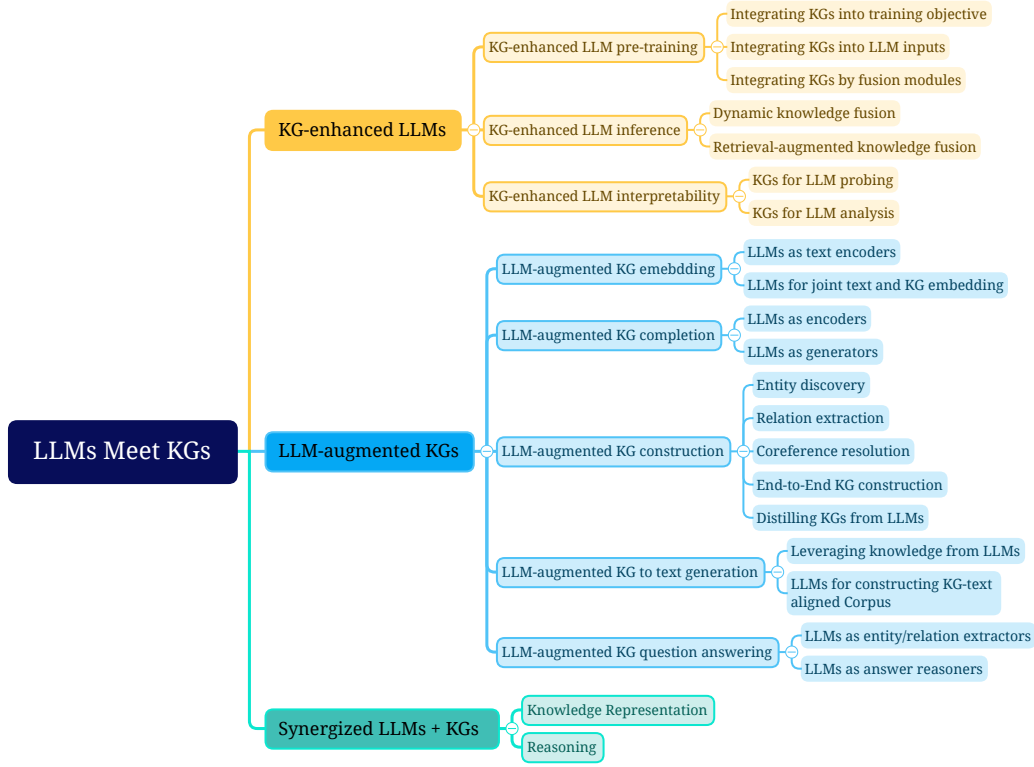 LLMs Meet KGs
KG-enhanced LLMs
KG-enhanced LLM pre-training
Integrating KGs into training objective
Integrating KGs into LLM inputs
Integrating KGs by fusion modules
KG-enhanced LLM inference
Dynamic knowledge fusion
Retrieval-augmented knowledge fusion
KG-enhanced LLM interpretability
KGs for LLM probing
KGs for LLM analysis
LLM-augmented KGs
LLM-augmented KG emebdding
LLMs as text encoders
LLMs for joint text and KG embedding
LLM-augmented KG completion
LLMs as encoders
LLMs as generators
LLM-augmented KG construction
Entity discovery
Relation extraction
Coreference resolution
End-to-End KG construction
Distilling KGs from LLMs
LLM-augmented KG to text generation
Leveraging knowledge from LLMs
LLMs for constructing KG-text
aligned Corpus
LLM-augmented KG question answering
LLMs as entity/relation extractors
LLMs as answer reasoners
Synergized LLMs + KGs
Knowledge Representation
Reasoning